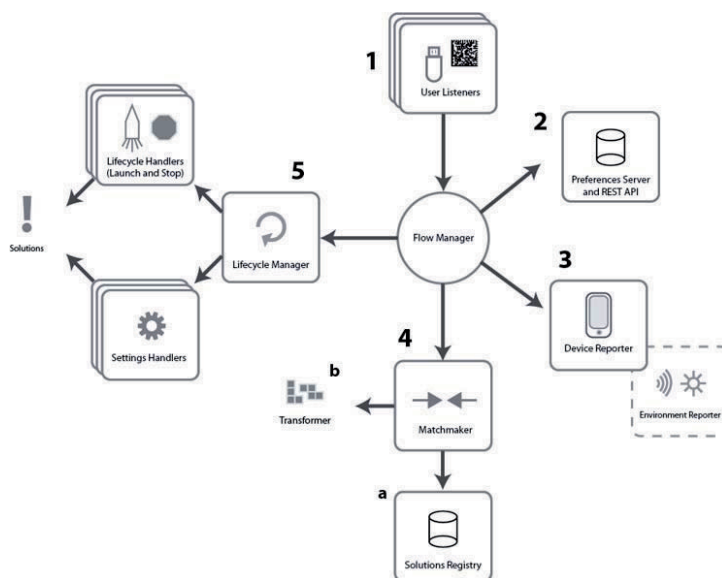 1
User Listeners
2
Preferences Server
and REST API
Lifecycle Handlers
(Launch and Stop)
5
Solutions
Lifecycle Manager
Flow Manager
3
Device Reporter
Settings Handlers
4
b
Transformer
Matchmaker
Environment Reporter
a
Solutions Registry